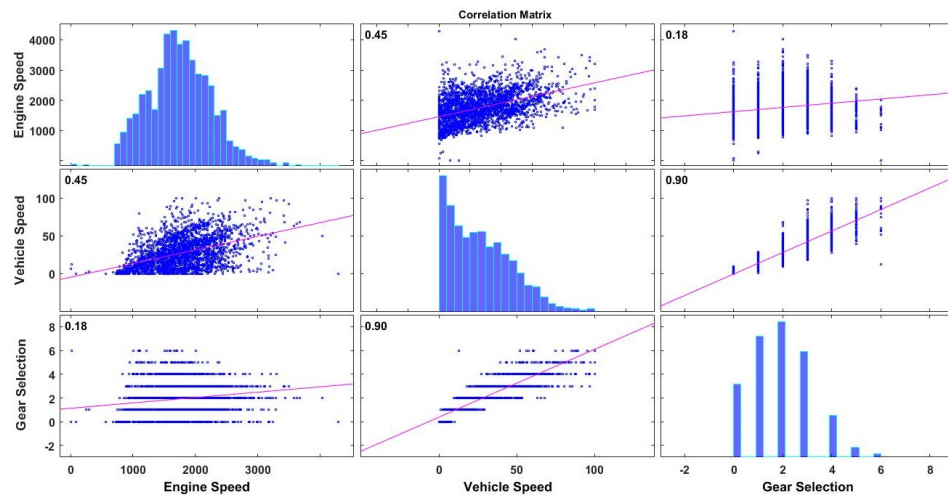 Correlation Matrix
Engine Speed
4000
3000
2000
1000
0.45
0.18
Vehicle Speed
100
50
0
0.45
0.90
Gear Selection
8
6
4
2
0
-2
0.18
0.90
0 1000 2000 3000
0 50 100
-2 0 2 4 6 8
Engine Speed
Vehicle Speed
Gear Selection